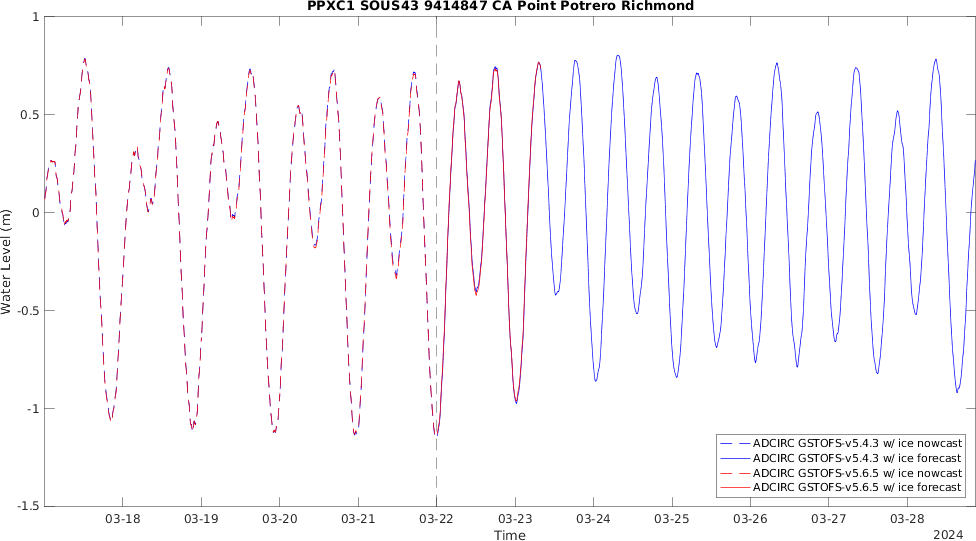 PPXC1 SOUS43 9414847 CA Point Potrero Richmond
1
0.5
0
-0.5
-1
-1.5
Water Level (m)
ADCIRC GSTOFS-v5.4.3 w/ ice nowcast
ADCIRC GSTOFS-v5.4.3 w/ ice forecast
ADCIRC GSTOFS-v5.6.5 w/ ice nowcast
ADCIRC GSTOFS-v5.6.5 w/ ice forecast
03-18 03-19 03-20 03-21 03-22 03-23 03-24 03-25 03-26 03-27 03-28
Time
2024